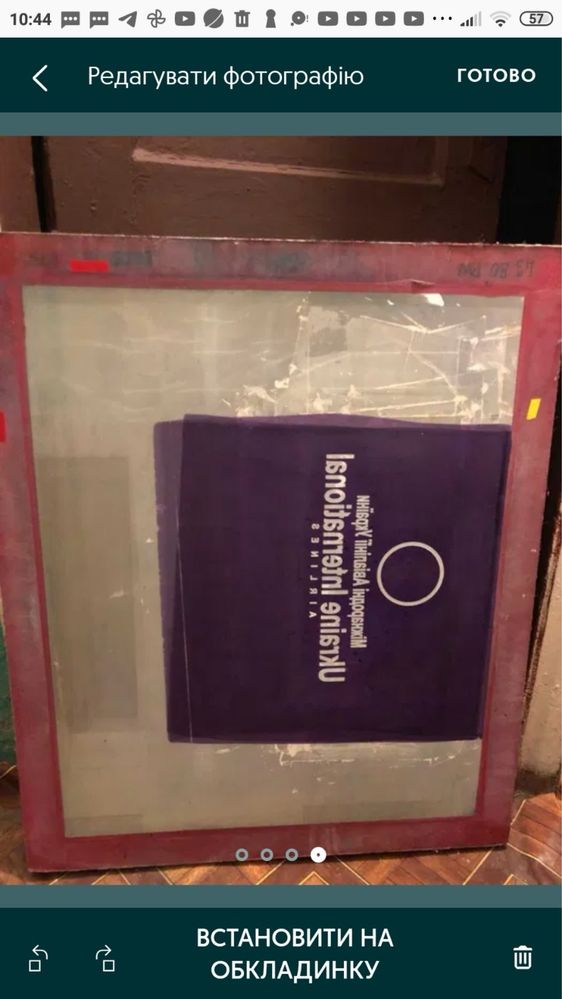 10:44
57
Редагувати фотографію
ГОТОВО
Міжнародні Авіалінії України
Ukraine International
AIRLINES
ВСТАНОВИТИ НА
ОБКЛАДИНКУ